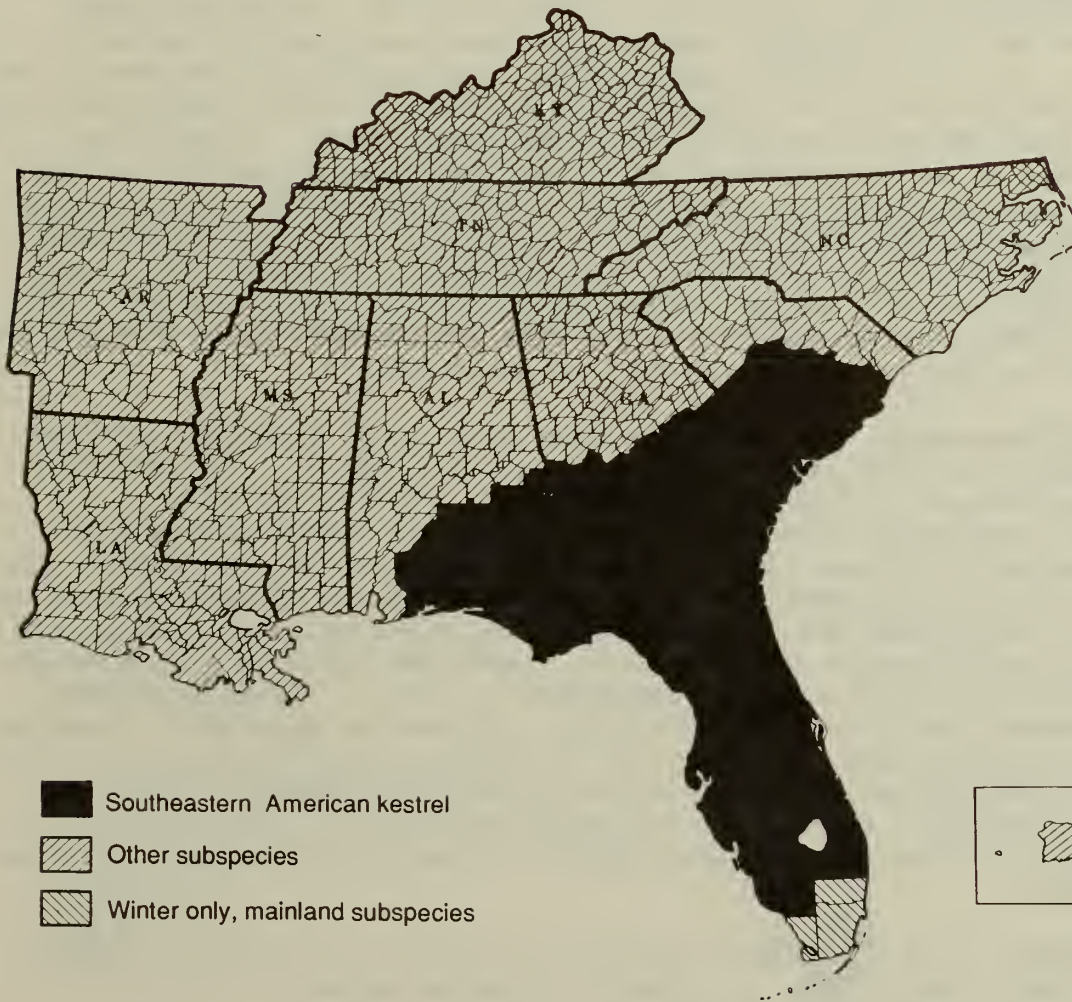 KY
TN
NC
AR
MS
AL
GA
LA
Southeastern American kestrel
Other subspecies
Winter only, mainland subspecies